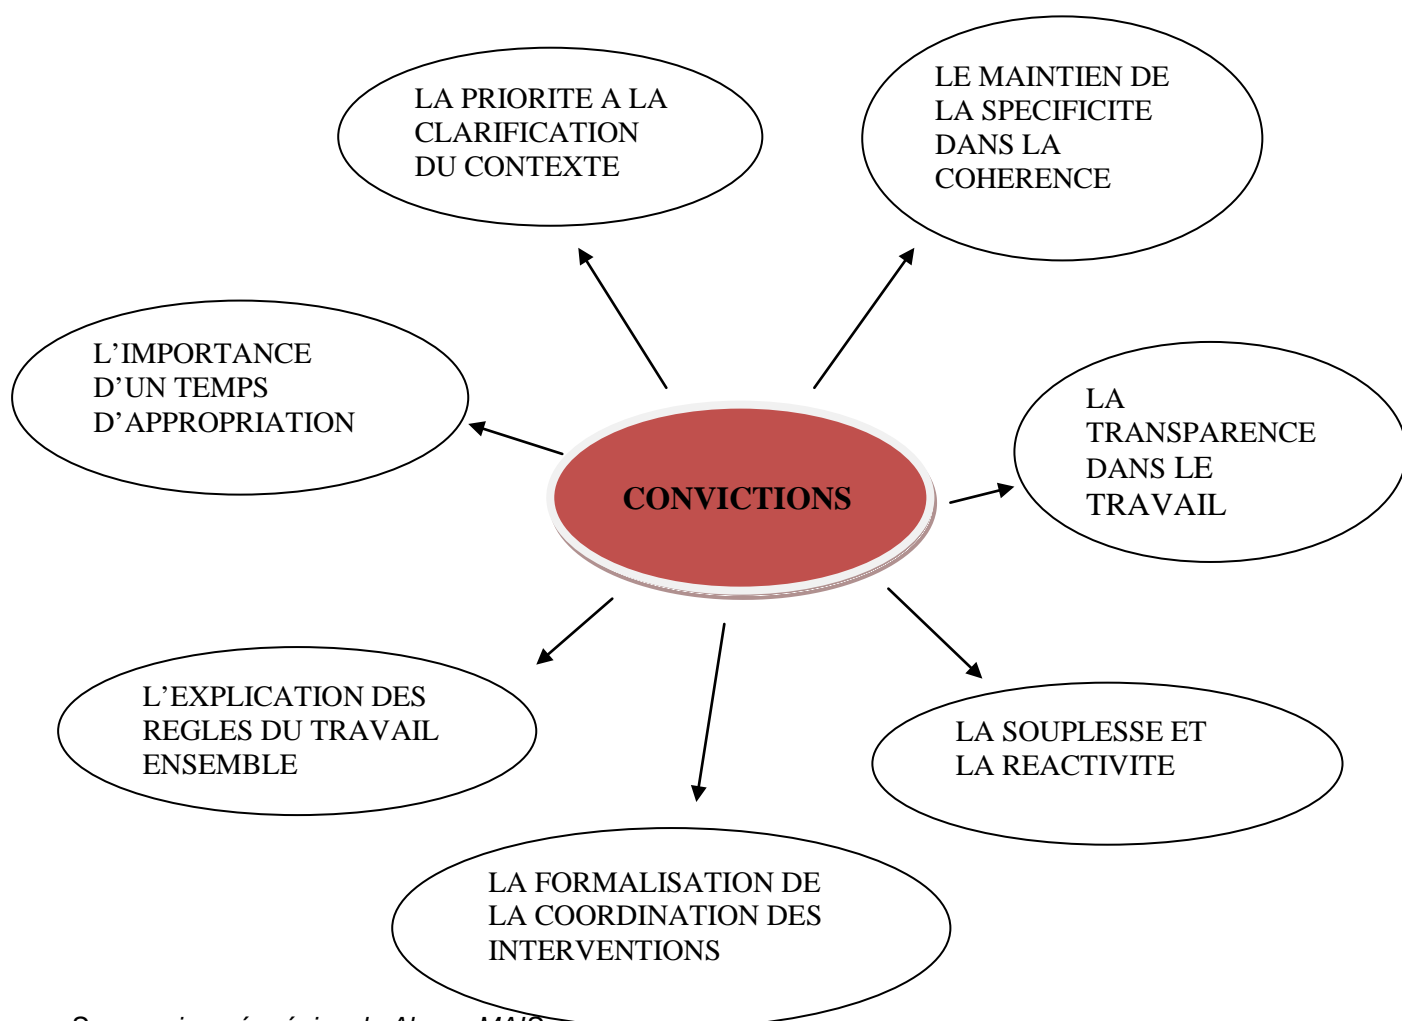 LA PRIORITE A LA
CLARIFICATION
DU CONTEXTE
LE MAINTIEN DE
LA SPECIFICITE
DANS LA
COHERENCE
L’IMPORTANCE
D’UN TEMPS
D’APPROPRIATION
LA
TRANSPARENCE
DANS LE
TRAVAIL
CONVICTIONS
L’EXPLICATION DES
REGLES DU TRAVAIL
ENSEMBLE
LA SOUPLESSE ET
LA REACTIVITE
LA FORMALISATION DE
LA COORDINATION DES
INTERVENTIONS